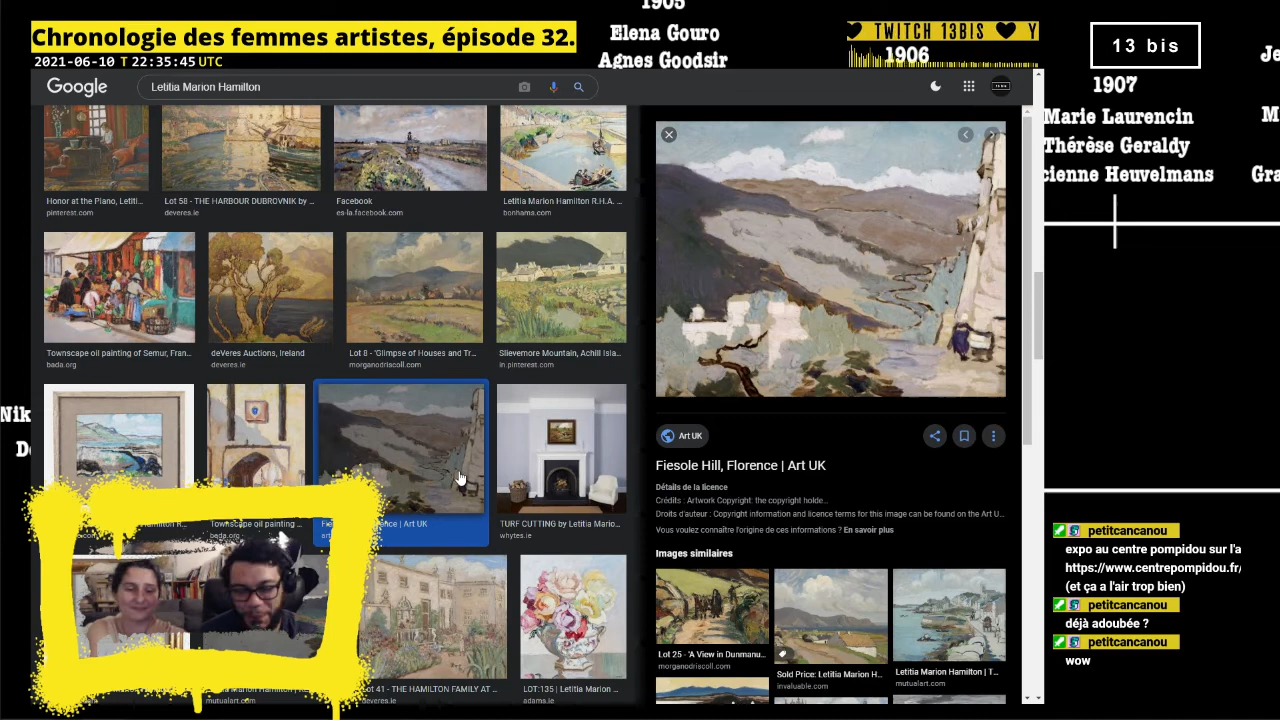 1905
Chronologie des femmes artistes, épisode 32.
2021-06-10 T 22:35:45 UTC
Elena Gouro
Agnes Goodsir
TWITCH 13BIS Y
1906
13 bis
Je
1907
Marie Laurencin
M
Thérèse Geraldy
cienne Heuvelmans
Gra
Google
Letitia Marion Hamilton
Honor at the Piano, Letiti...
pinterest.com
Lot 58 - THE HARBOUR DUBROVNIK by ...
deveres.ie
Facebook
es-la.facebook.com
Letitia Marion Hamilton R.H.A. ...
bonhams.com
Townscape oil painting of Semur, Fran...
bada.org
deVeres Auctions, Ireland
deveres.ie
Lot 8 - 'Glimpse of Houses and Tr...
morganodriscoll.com
Slievemore Mountain, Achill Isla...
in.pinterest.com
Nik
Townscape oil painting ...
bada.org
Art UK
TURF CUTTING by Letitia Mario...
whytes.ie
Lot 41 - THE HAMILTON FAMILY AT ...
deveres.ie
LOT:135 | Letitia Marion ...
adams.ie
mutualart.com
Art UK
Fiesole Hill, Florence | Art UK
Détails de la licence
Crédits : Artwork Copyright: the copyright holde...
Droits d'auteur : Copyright information and licence terms for this image can be found on the Art U...
Vous voulez connaître l'origine de ces informations ? En savoir plus
Images similaires
Lot 25 - 'A View in Dunmanu...
morganodriscoll.com
Sold Price: Letitia Marion H...
invaluable.com
Letitia Marion Hamilton | T...
mutualart.com
petitcancanou
expo au centre pompidou sur l'a
https://www.centrepompidou.fr/
(et ça a l'air trop bien)
petitcancanou
déjà adoubée ?
petitcancanou
wow